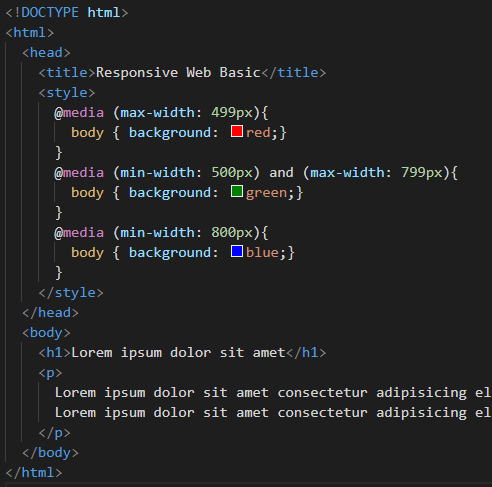 <!DOCTYPE html>
<html>
<head>
<title>Responsive Web Basic</title>
<style>
@media (max-width: 499px){
body { background: red;}
}
@media (min-width: 500px) and (max-width: 799px){
body { background: green;}
}
@media (min-width: 800px){
body { background: blue;}
}
</style>
</head>
<body>
<h1>Lorem ipsum dolor sit amet</h1>
<p>
Lorem ipsum dolor sit amet consectetur adipisicing el
Lorem ipsum dolor sit amet consectetur adipisicing el
</p>
</body>
</html>